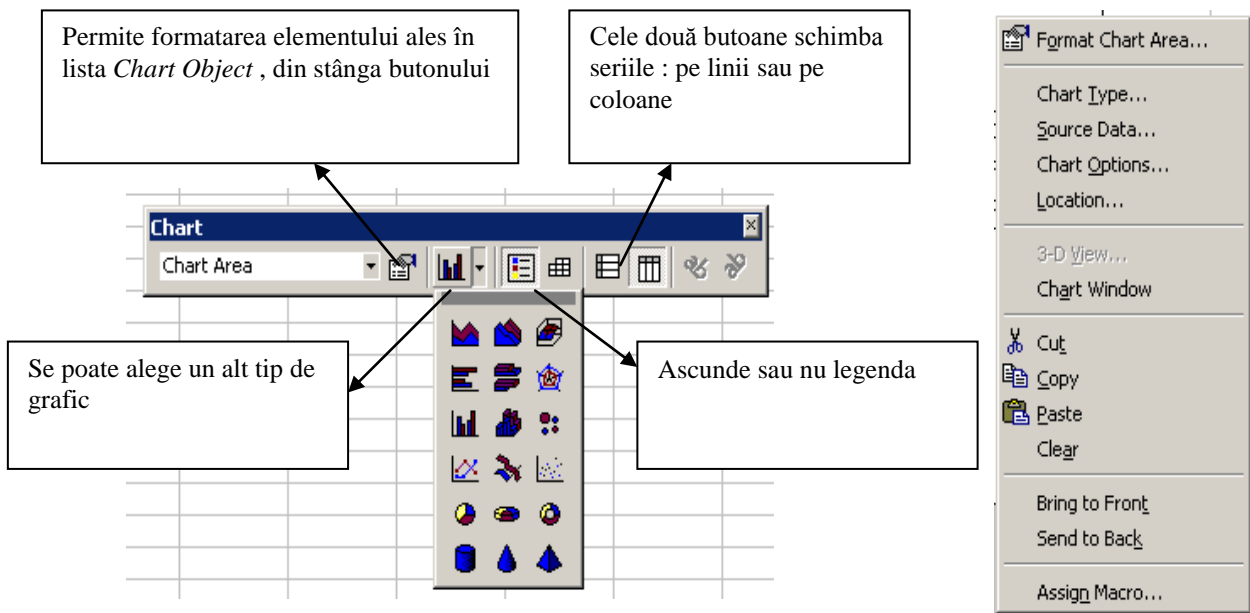 Permite formatarea elementului ales în
lista Chart Object , din stânga butonului
Cele două butoane schimba
seriile : pe linii sau pe
coloane
Chart
Chart Area
Se poate alege un alt tip de
grafic
Ascunde sau nu legenda
Format Chart Area...
Chart Type...
Source Data...
Chart Options...
Location...
3-D View...
Chart Window
Cut
Copy
Paste
Clear
Bring to Front
Send to Back
Assign Macro...